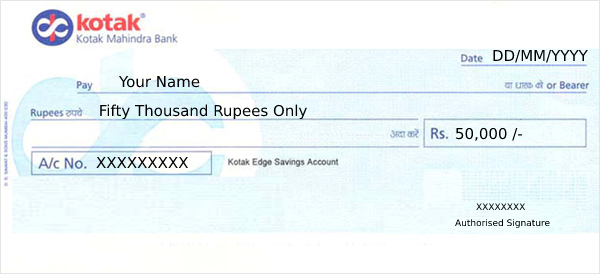 kotak®
Kotak Mahindra Bank
Date DD/MM/YYYY
Pay Your Name या धारक को or Bearer
Rupees रुपये Fifty Thousand Rupees Only
अदा करें Rs. 50,000 /-
A/c No. XXXXXXXXX Kotak Edge Savings Account
XXXXXXXX
Authorised Signature